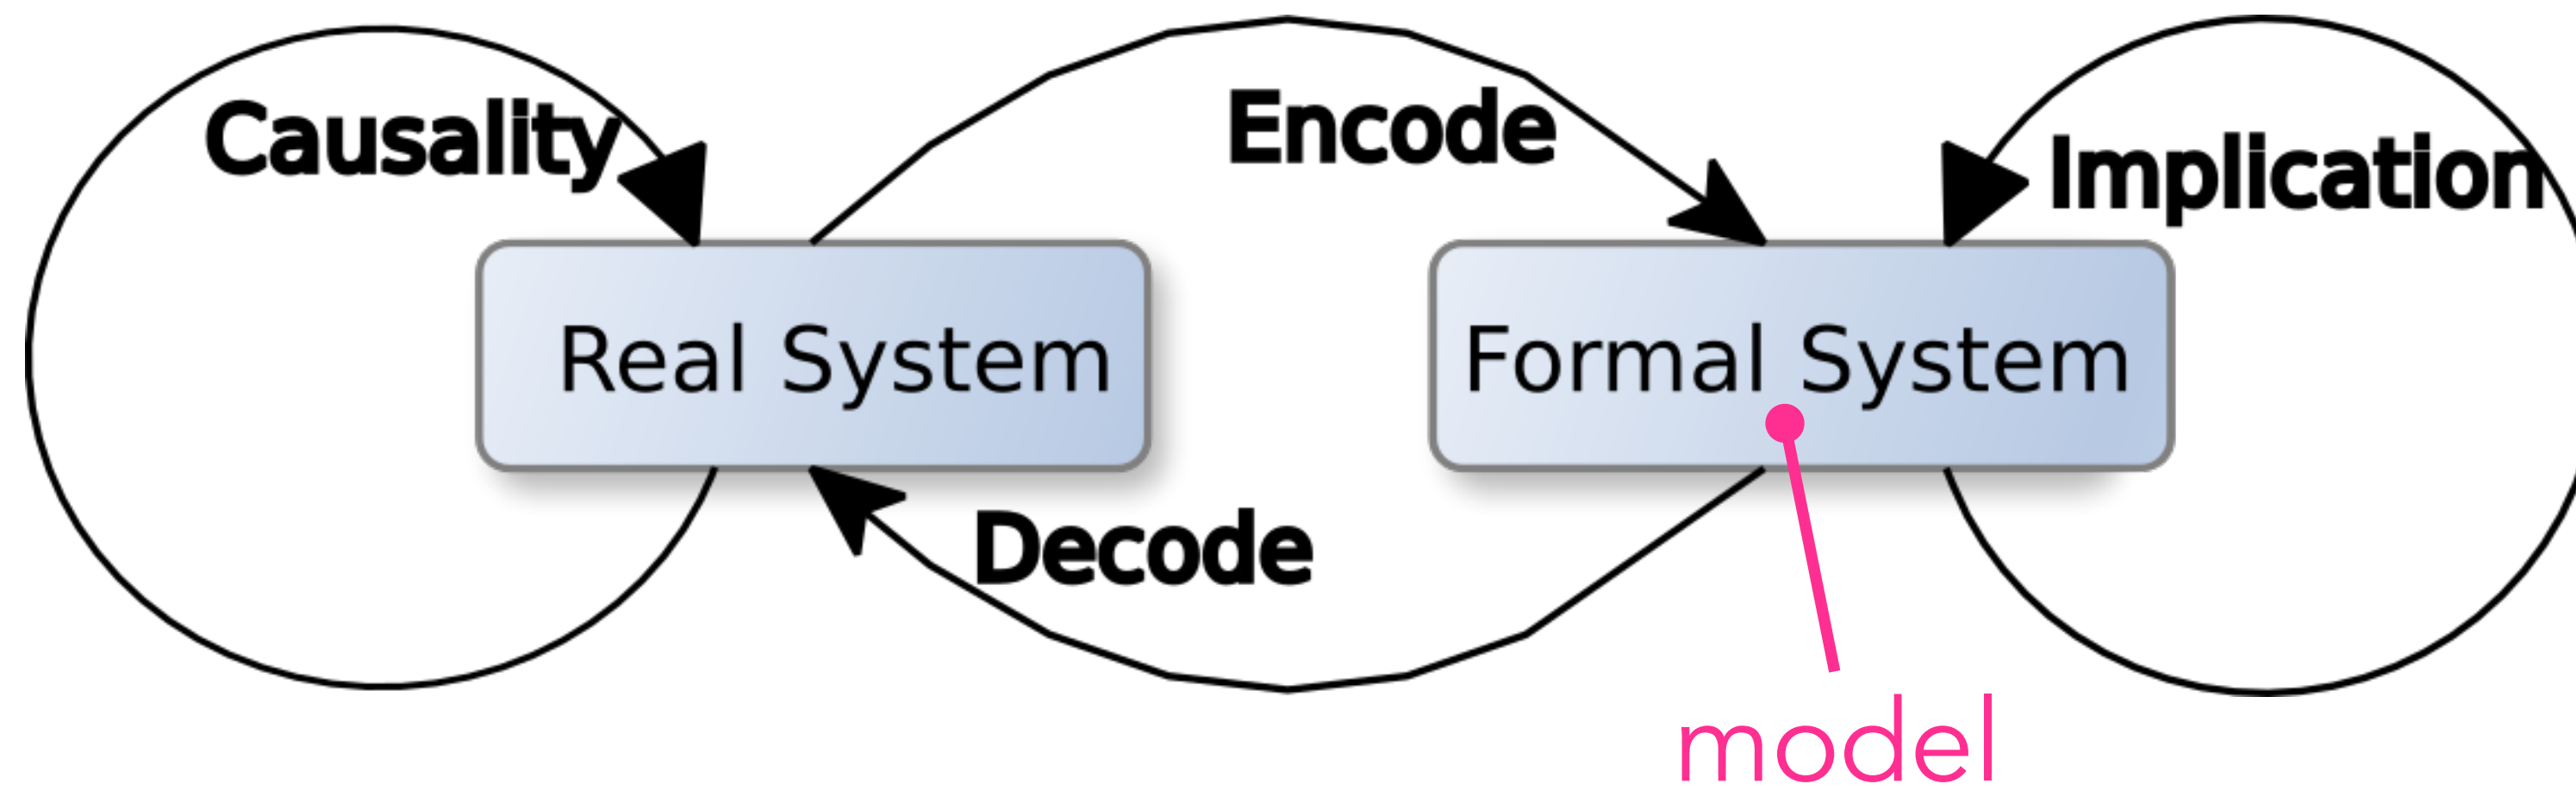 Causality
Encode
Implication
Real System
Formal System
Decode
model